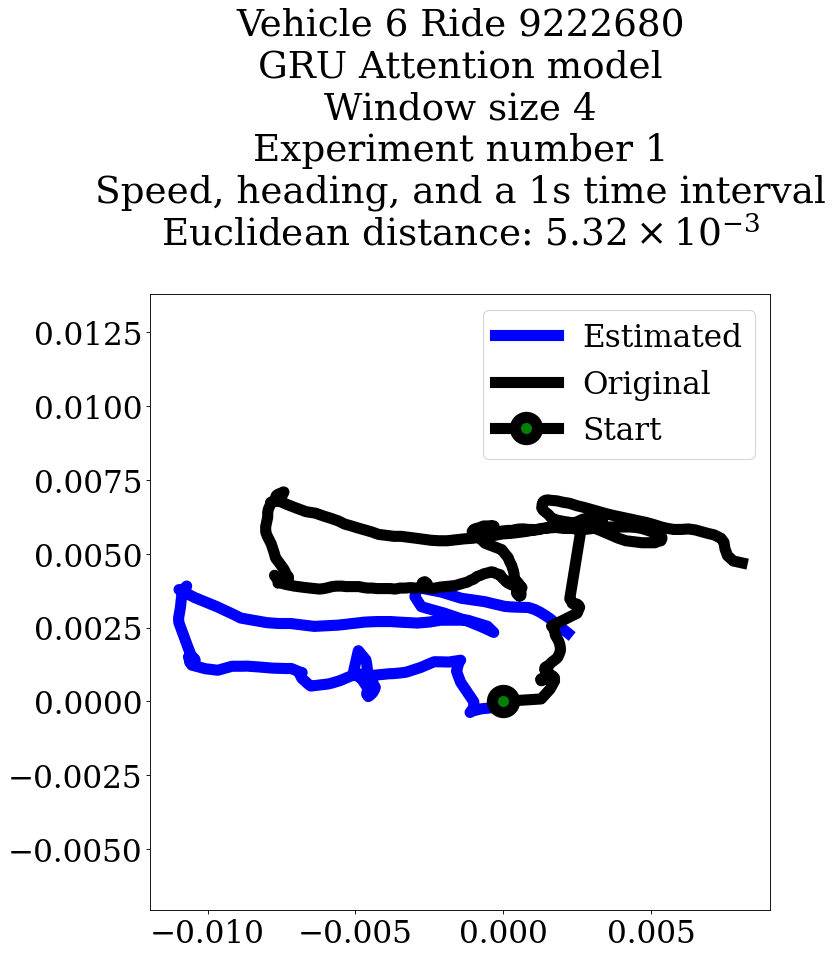 Vehicle 6 Ride 9222680
GRU Attention model
Window size 4
Experiment number 1
Speed, heading, and a 1s time interval
Euclidean distance: 5.32 × 10⁻³
Estimated
Original
Start
0.0125
0.0100
0.0075
0.0050
0.0025
0.0000
−0.0025
−0.0050
−0.010 −0.005 0.000 0.005